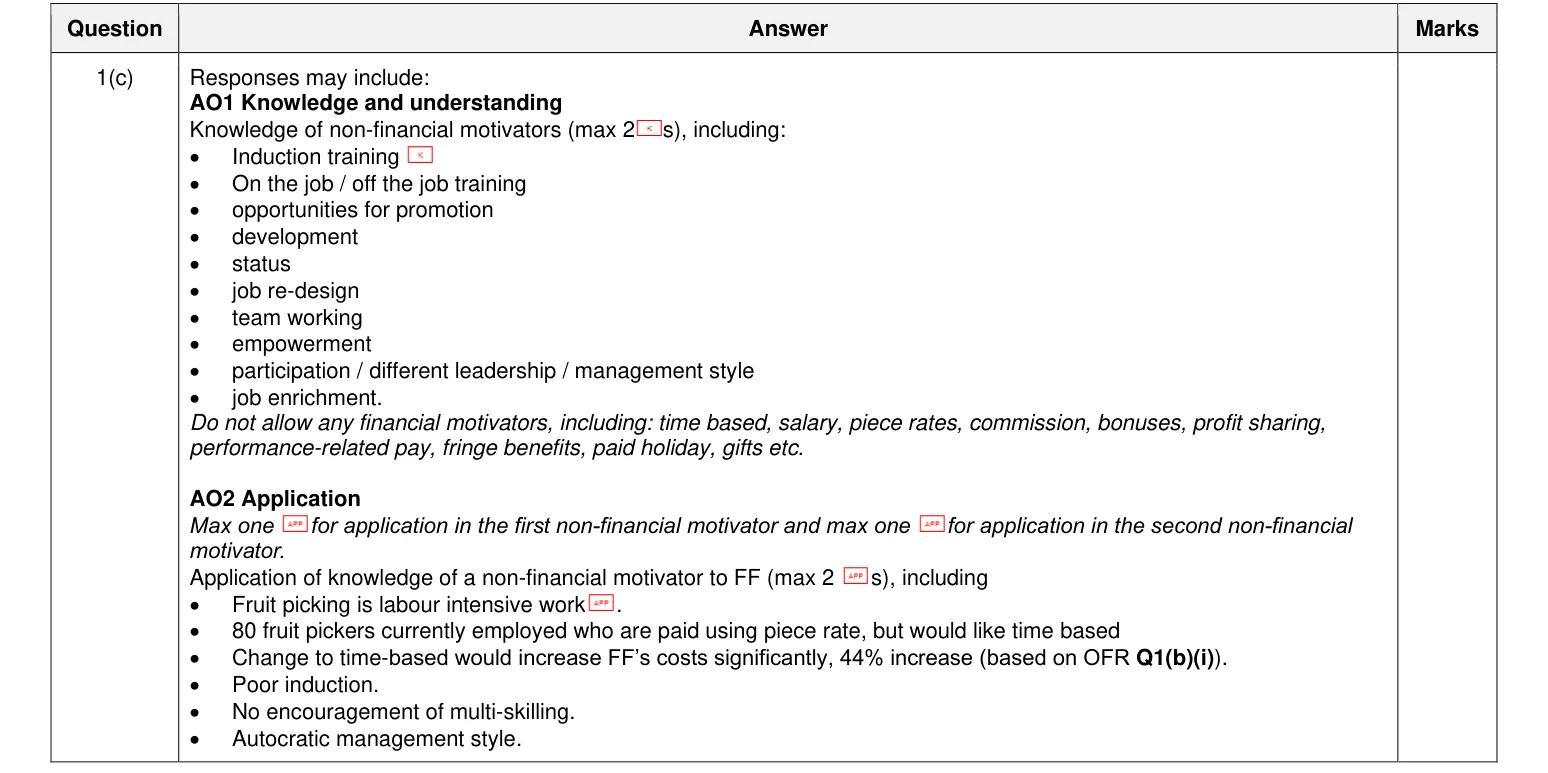 Question Answer Marks
1(c) Responses may include:
AO1 Knowledge and understanding
Knowledge of non-financial motivators (max 2 K s), including:
• Induction training K
• On the job / off the job training
• opportunities for promotion
• development
• status
• job re-design
• team working
• empowerment
• participation / different leadership / management style
• job enrichment.
Do not allow any financial motivators, including: time based, salary, piece rates, commission, bonuses, profit sharing,
performance-related pay, fringe benefits, paid holiday, gifts etc.
AO2 Application
Max one APP for application in the first non-financial motivator and max one APP for application in the second non-financial
motivator.
Application of knowledge of a non-financial motivator to FF (max 2 APP s), including
• Fruit picking is labour intensive work APP .
• 80 fruit pickers currently employed who are paid using piece rate, but would like time based
• Change to time-based would increase FF’s costs significantly, 44% increase (based on OFR Q1(b)(i)).
• Poor induction.
• No encouragement of multi-skilling.
• Autocratic management style.